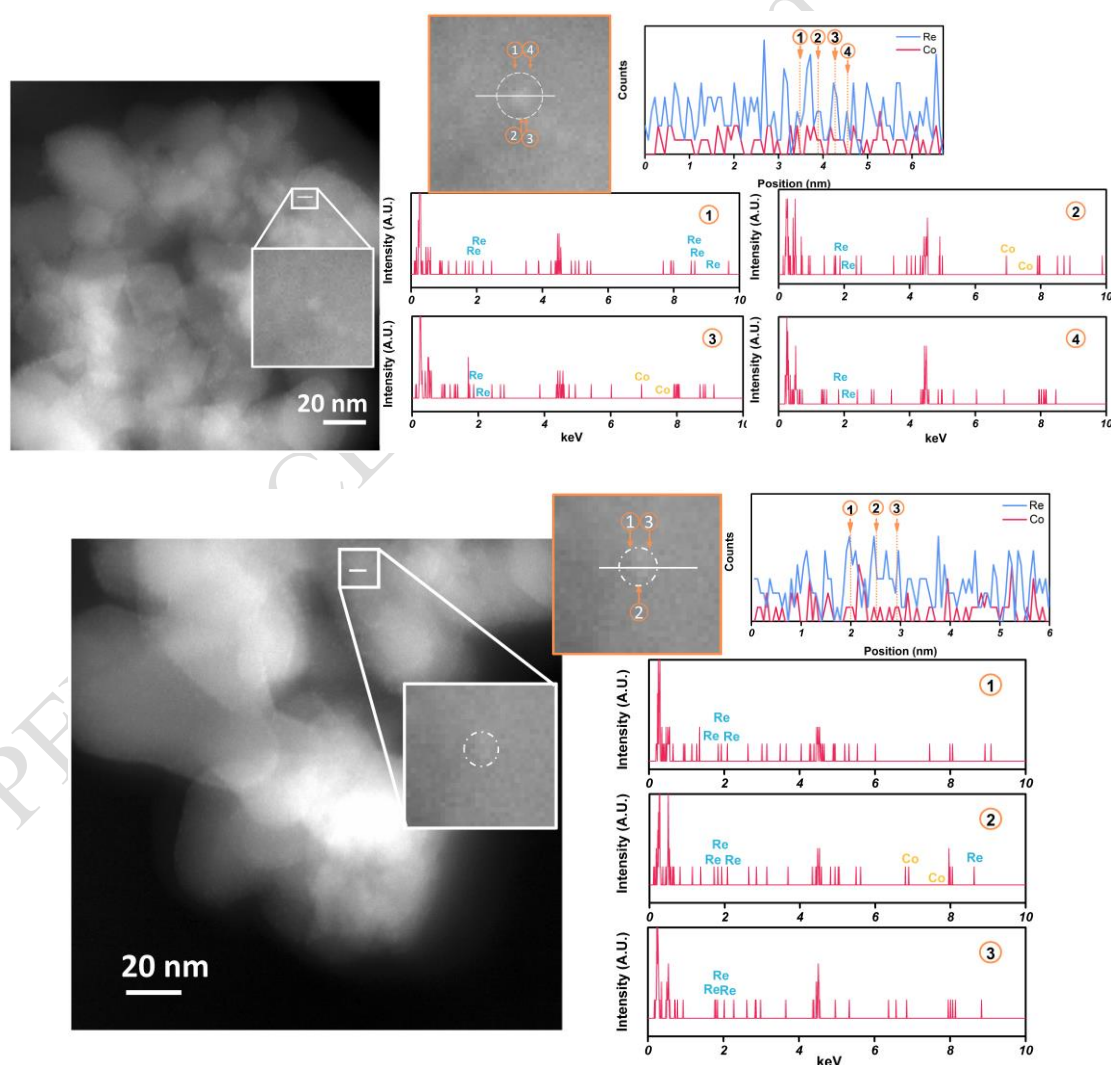 1 4
2 3
20 nm
Counts
1 2 3 4
Re
Co
0 1 2 3 4 5 6
Position (nm)
Intensity (A.U.)
1
Re
Re
Re
Re
Re
0 2 4 6 8 10
Intensity (A.U.)
2
Re
Re
Co
Co
0 2 4 6 8 10
Intensity (A.U.)
3
Re
Re
Co
Co
0 2 4 6 8 10
keV
Intensity (A.U.)
4
Re
Re
0 2 4 6 8 10
keV
1 3
2
20 nm
Counts
1 2 3
Re
Co
0 1 2 3 4 5 6
Position (nm)
Intensity (A.U.)
1
Re
Re Re
0 2 4 6 8 10
Intensity (A.U.)
2
Re
Re Re
Co
Co
Re
0 2 4 6 8 10
Intensity (A.U.)
3
Re
ReRe
0 2 4 6 8 10
keV